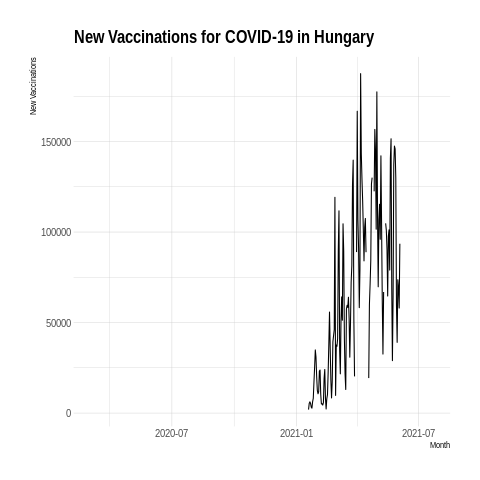 New Vaccinations for COVID-19 in Hungary
New Vaccinations
150000
100000
50000
0
2020-07
2021-01
2021-07
Month